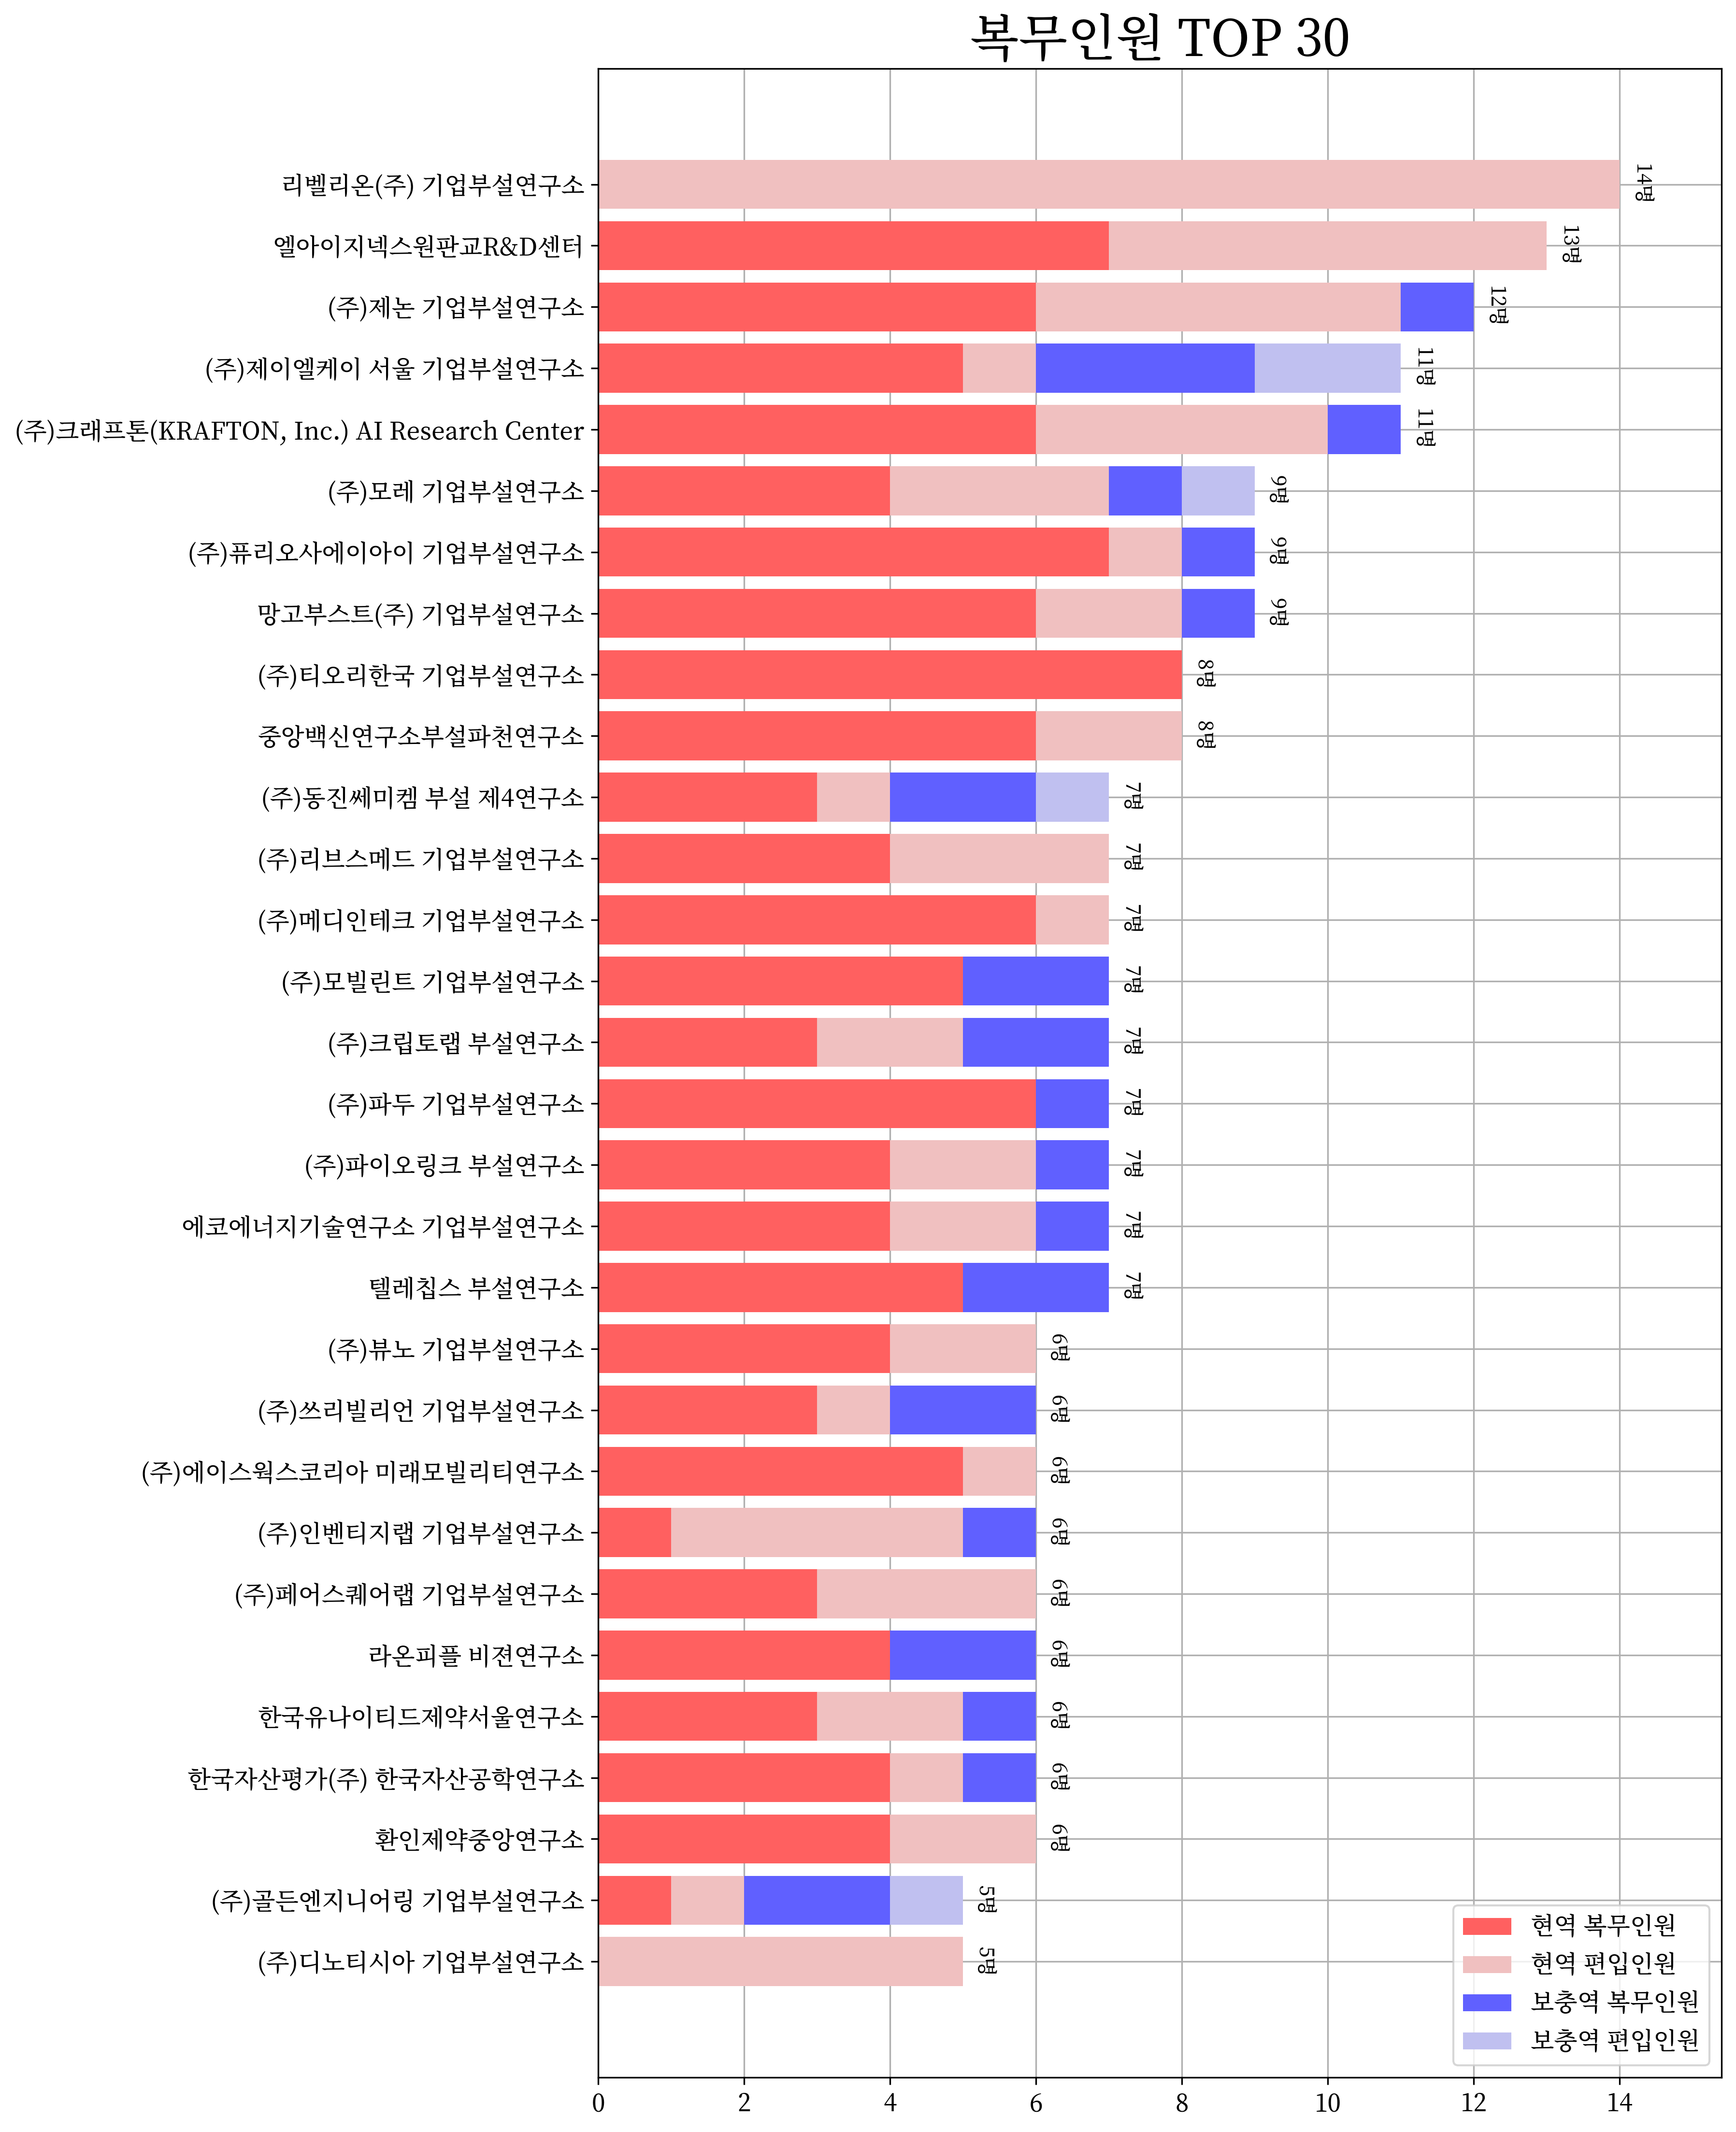 복무인원 TOP 30
리벨리온(주) 기업부설연구소 14명
엘아이지넥스원판교R&D센터 13명
(주)제논 기업부설연구소 12명
(주)제이엘케이 서울 기업부설연구소 11명
(주)크래프톤(KRAFTON, Inc.) AI Research Center 11명
(주)모레 기업부설연구소 9명
(주)퓨리오사에이아이 기업부설연구소 9명
망고부스트(주) 기업부설연구소 9명
(주)티오리한국 기업부설연구소 8명
중앙백신연구소부설파천연구소 8명
(주)동진쎄미켐 부설 제4연구소 7명
(주)리브스메드 기업부설연구소 7명
(주)메디인테크 기업부설연구소 7명
(주)모빌린트 기업부설연구소 7명
(주)크립토랩 부설연구소 7명
(주)파두 기업부설연구소 7명
(주)파이오링크 부설연구소 7명
에코에너지기술연구소 기업부설연구소 7명
텔레칩스 부설연구소 7명
(주)뷰노 기업부설연구소 6명
(주)쓰리빌리언 기업부설연구소 6명
(주)에이스웍스코리아 미래모빌리티연구소 6명
(주)인벤티지랩 기업부설연구소 6명
(주)페어스퀘어랩 기업부설연구소 6명
라온피플 비젼연구소 6명
한국유나이티드제약서울연구소 6명
한국자산평가(주) 한국자산공학연구소 6명
환인제약중앙연구소 6명
(주)골든엔지니어링 기업부설연구소 5명
(주)디노티시아 기업부설연구소 5명
현역 복무인원
현역 편입인원
보충역 복무인원
보충역 편입인원
0 2 4 6 8 10 12 14